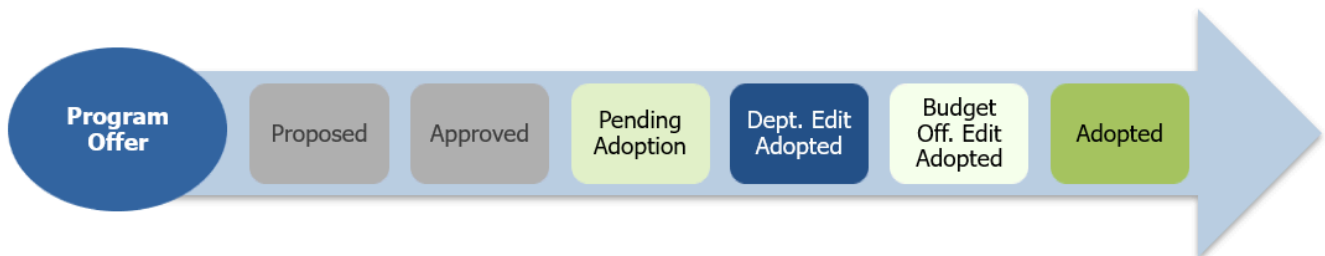 Program
Offer
Proposed
Approved
Pending
Adoption
Dept. Edit
Adopted
Budget
Off. Edit
Adopted
Adopted